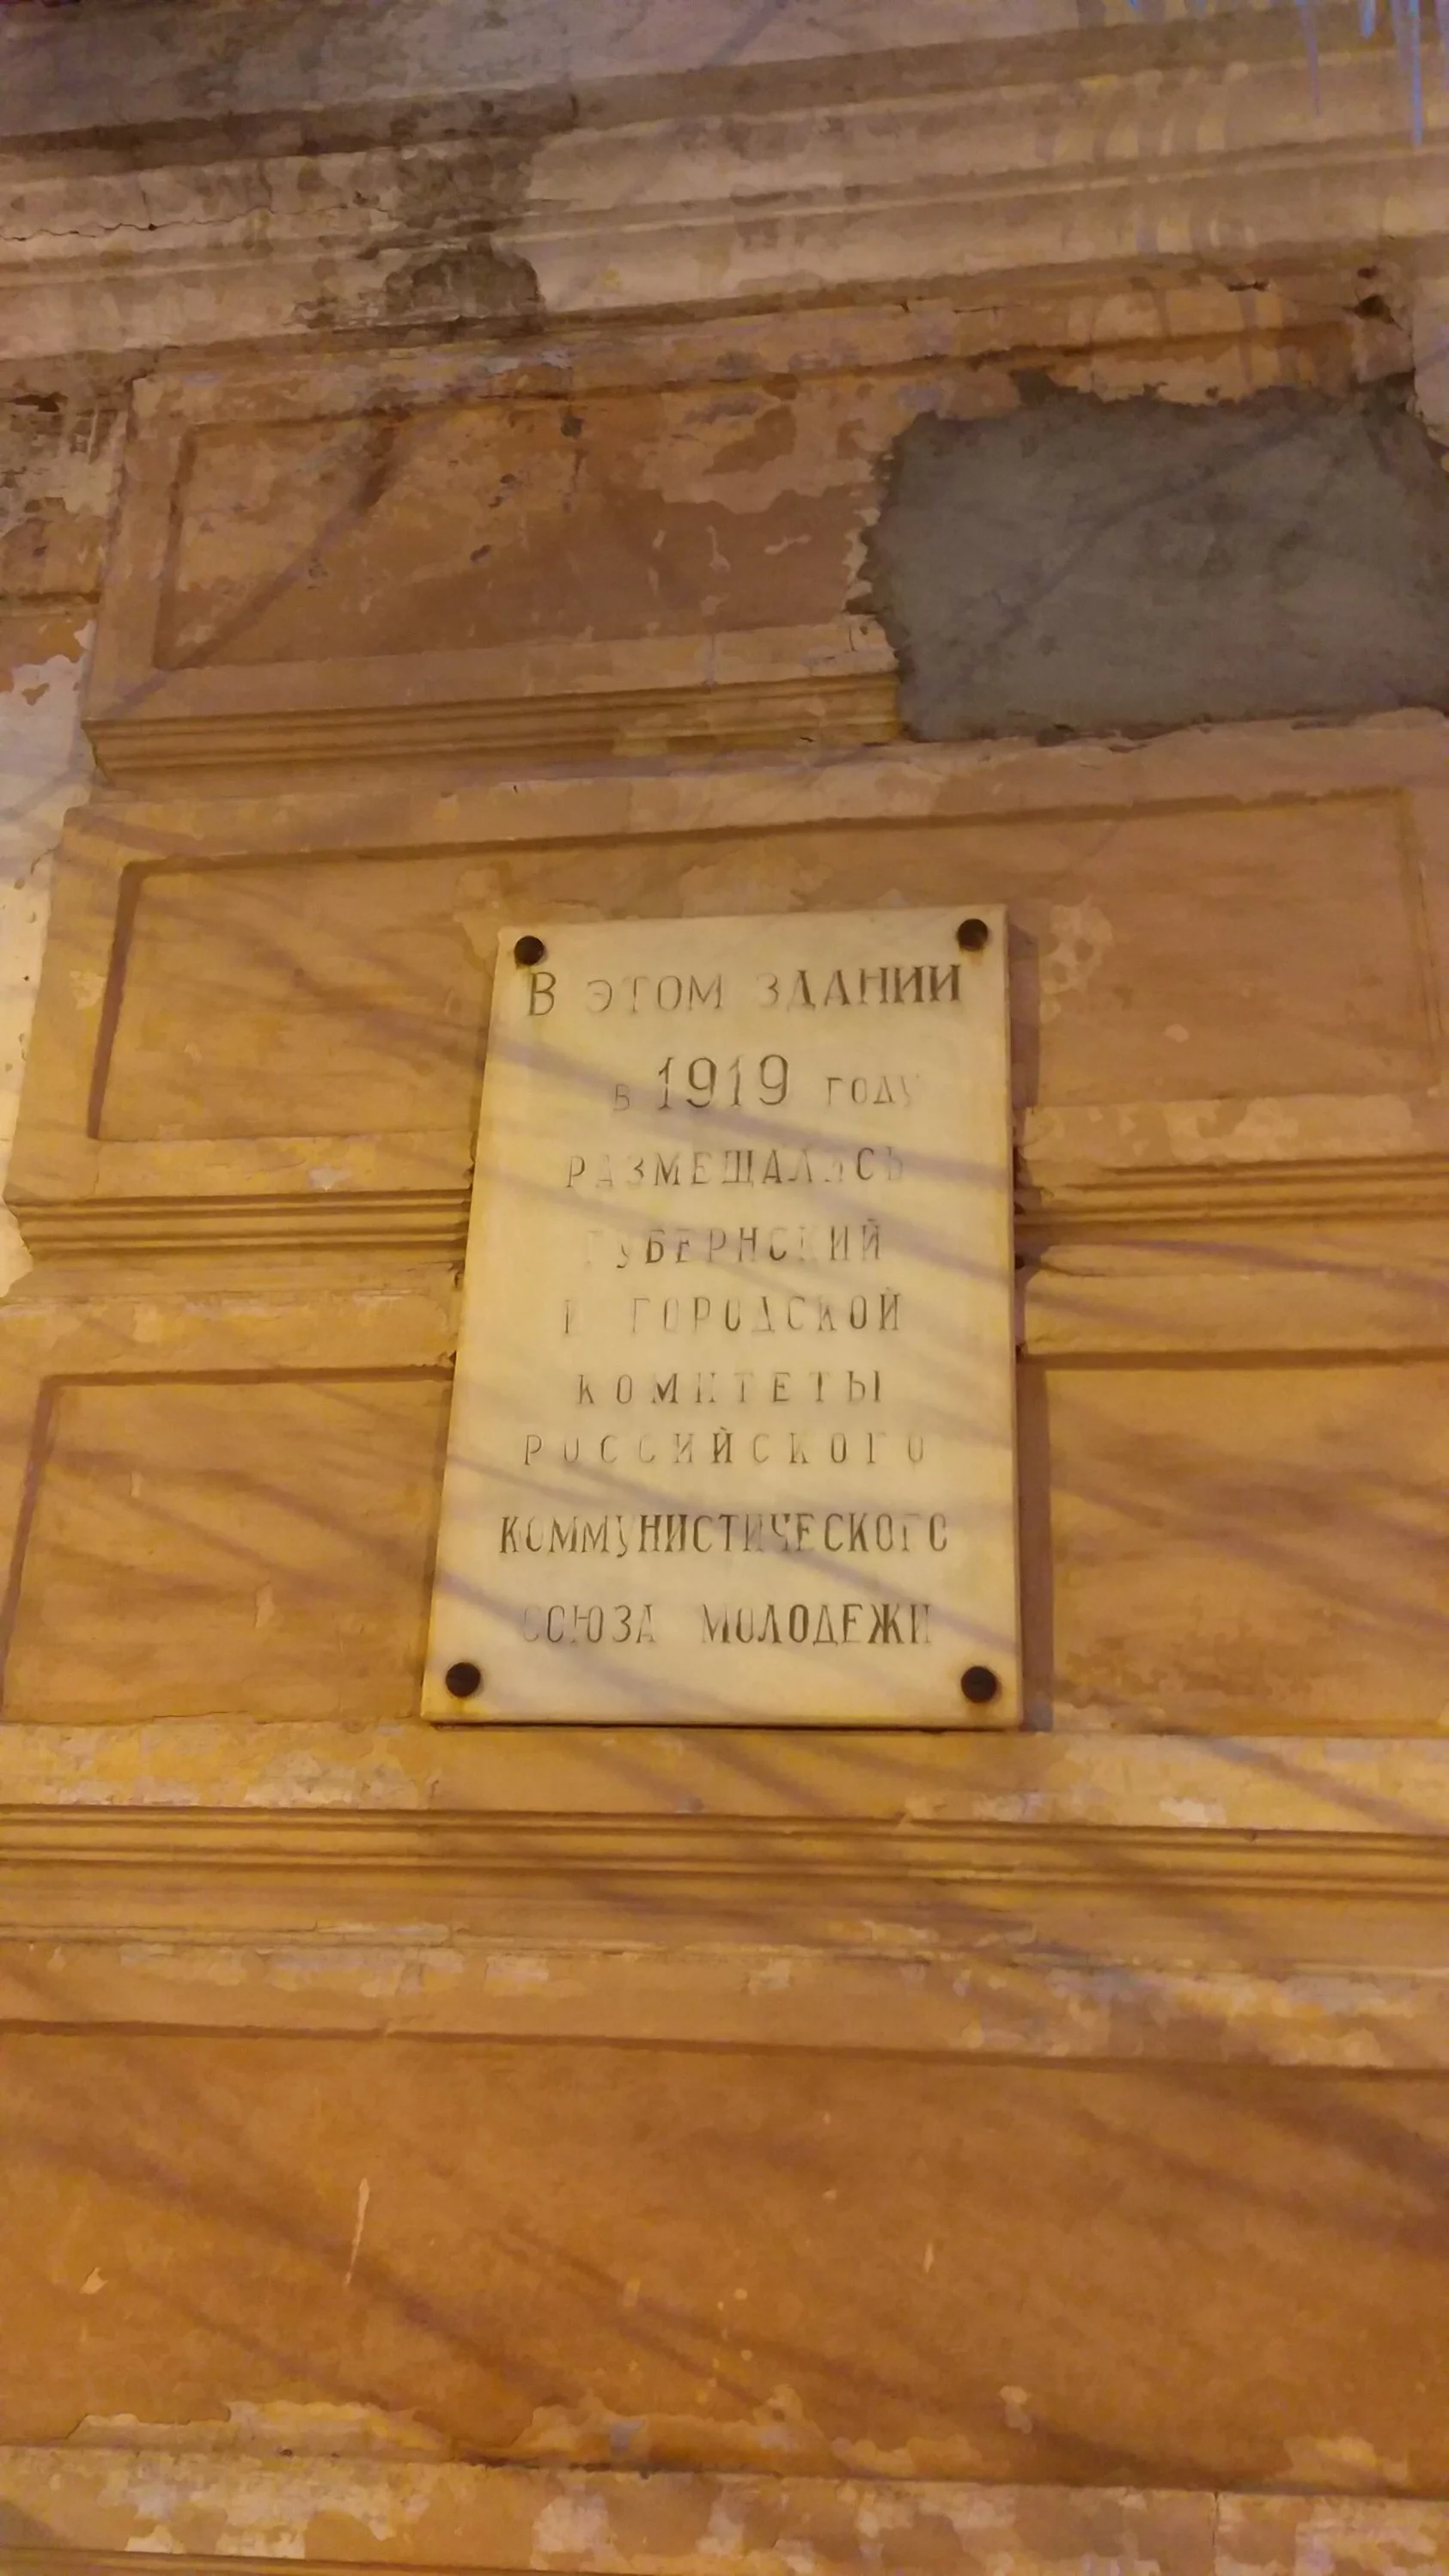 В ЭТОМ ЗДАНИИ
в 1919 ГОДУ
РАЗМЕЩАЛИСЬ
ГУБЕРНСКИЙ
И ГОРОДСКОЙ
КОМИТЕТЫ
РОССИЙСКОГО
КОММУНИСТИЧЕСКОГО
СОЮЗА МОЛОДЕЖИ